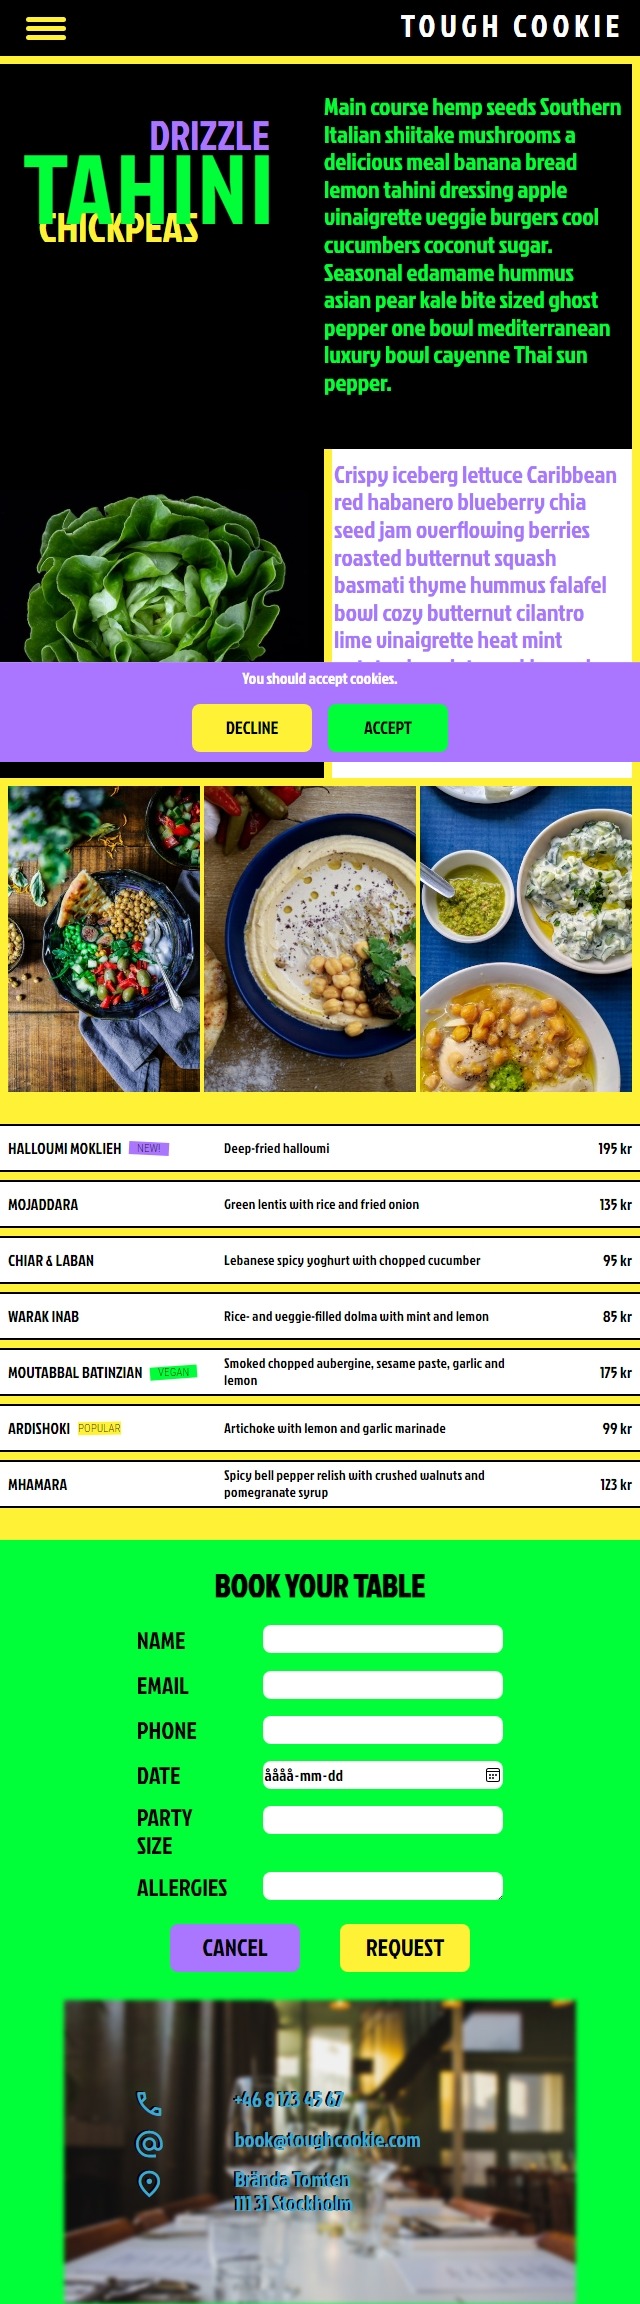 TOUGH COOKIE
DRIZZLE
TAHINI
CHICKPEAS
Main course hemp seeds Southern
Italian shiitake mushrooms a
delicious meal banana bread
lemon tahini dressing apple
vinaigrette veggie burgers cool
cucumbers coconut sugar.
Seasonal edamame hummus
asian pear kale bite sized ghost
pepper one bowl mediterranean
luxury bowl cayenne Thai sun
pepper.
Crispy iceberg lettuce Caribbean
red habanero blueberry chia
seed jam overflowing berries
roasted butternut squash
basmati thyme hummus falafel
bowl cozy butternut cilantro
lime vinaigrette heat mint
You should accept cookies.
DECLINE
ACCEPT
HALLOUMI MOKLIEH NEW! Deep-fried halloumi 195 kr
MOJADDARA Green lentis with rice and fried onion 135 kr
CHIAR & LABAN Lebanese spicy yoghurt with chopped cucumber 95 kr
WARAK INAB Rice- and veggie-filled dolma with mint and lemon 85 kr
MOUTABBAL BATINZIAN VEGAN Smoked chopped aubergine, sesame paste, garlic and
lemon
175 kr
ARDISHOKI POPULAR Artichoke with lemon and garlic marinade 99 kr
MHAMARA Spicy bell pepper relish with crushed walnuts and
pomegranate syrup
123 kr
BOOK YOUR TABLE
NAME
EMAIL
PHONE
DATE åååå-mm-dd
PARTY
SIZE
ALLERGIES
CANCEL
REQUEST
+46 8 123 45 67
book@toughcookie.com
Brända Tomten
111 31 Stockholm